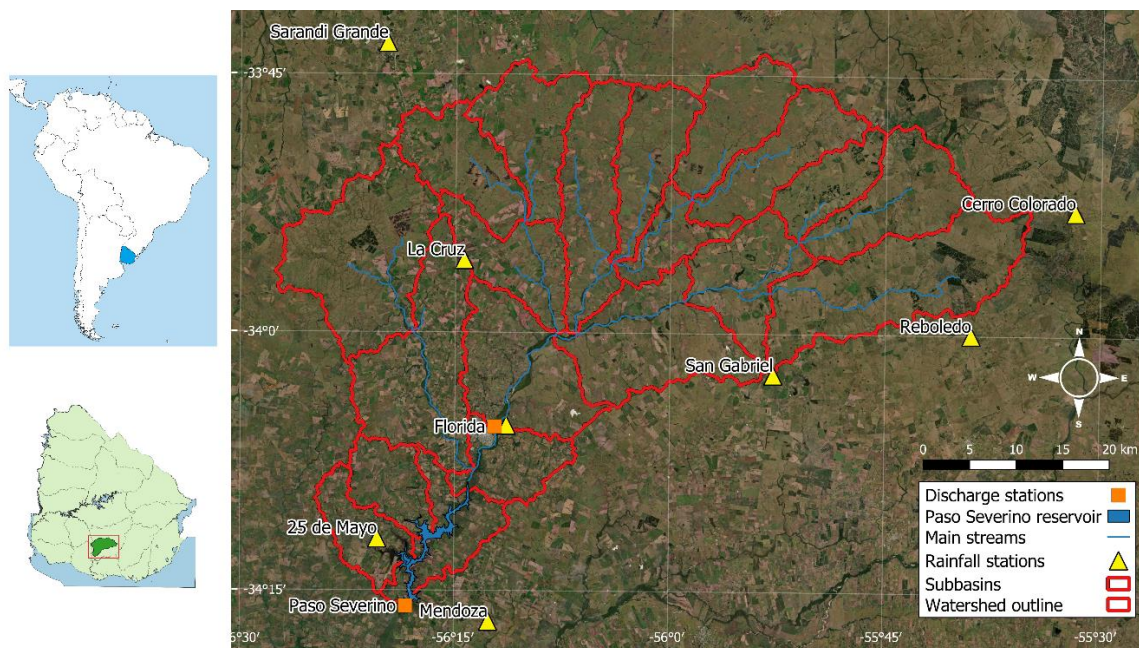 Sarandi Grande
-33°45'
Cerro Colorado
La Cruz
-34°0'
Reboledo
San Gabriel
N
W
E
S
Florida
0 5 10 15 20 km
Discharge stations
Paso Severino reservoir
Main streams
Rainfall stations
Subbasins
Watershed outline
25 de Mayo
-34°15'
Paso Severino
Mendoza
-56°30' -56°15' -56°0' -55°45' -55°30'